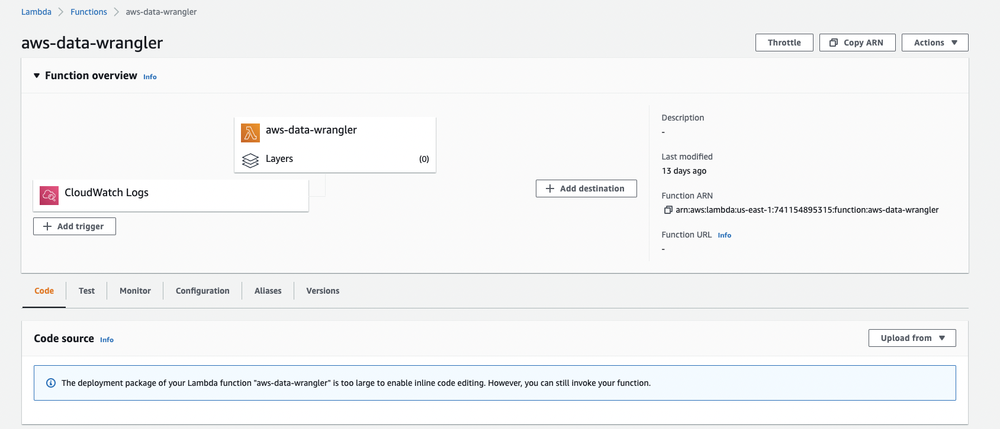 Lambda > Functions > aws-data-wrangler
aws-data-wrangler
Throttle
Copy ARN
Actions
Function overview Info
aws-data-wrangler
Layers (0)
CloudWatch Logs
Add trigger
Add destination
Description
-
Last modified
13 days ago
Function ARN
arn:aws:lambda:us-east-1:741154895315:function:aws-data-wrangler
Function URL Info
-
Code Test Monitor Configuration Aliases Versions
Code source Info
Upload from
The deployment package of your Lambda function "aws-data-wrangler" is too large to enable inline code editing. However, you can still invoke your function.